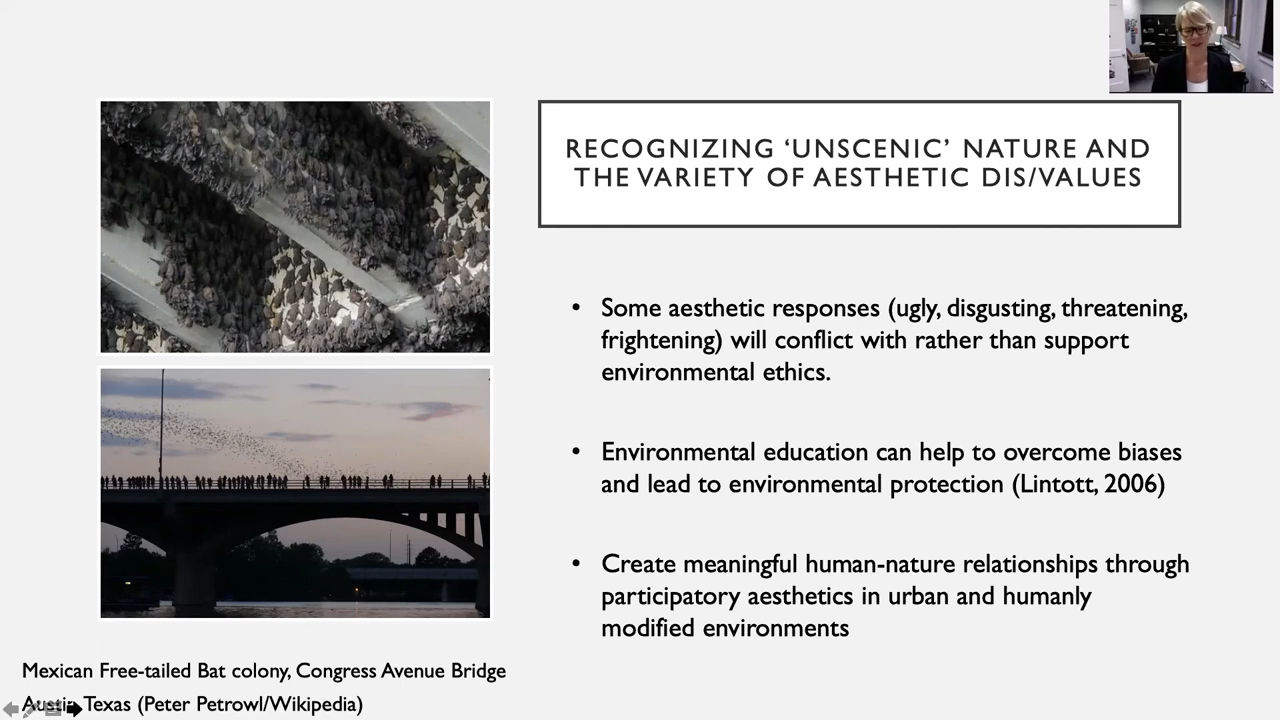 RECOGNIZING ‘UNSCENIC’ NATURE AND
THE VARIETY OF AESTHETIC DIS/VALUES
• Some aesthetic responses (ugly, disgusting, threatening,
frightening) will conflict with rather than support
environmental ethics.
• Environmental education can help to overcome biases
and lead to environmental protection (Lintott, 2006)
• Create meaningful human-nature relationships through
participatory aesthetics in urban and humanly
modified environments
Mexican Free-tailed Bat colony, Congress Avenue Bridge
Austin Texas (Peter Petrowl/Wikipedia)